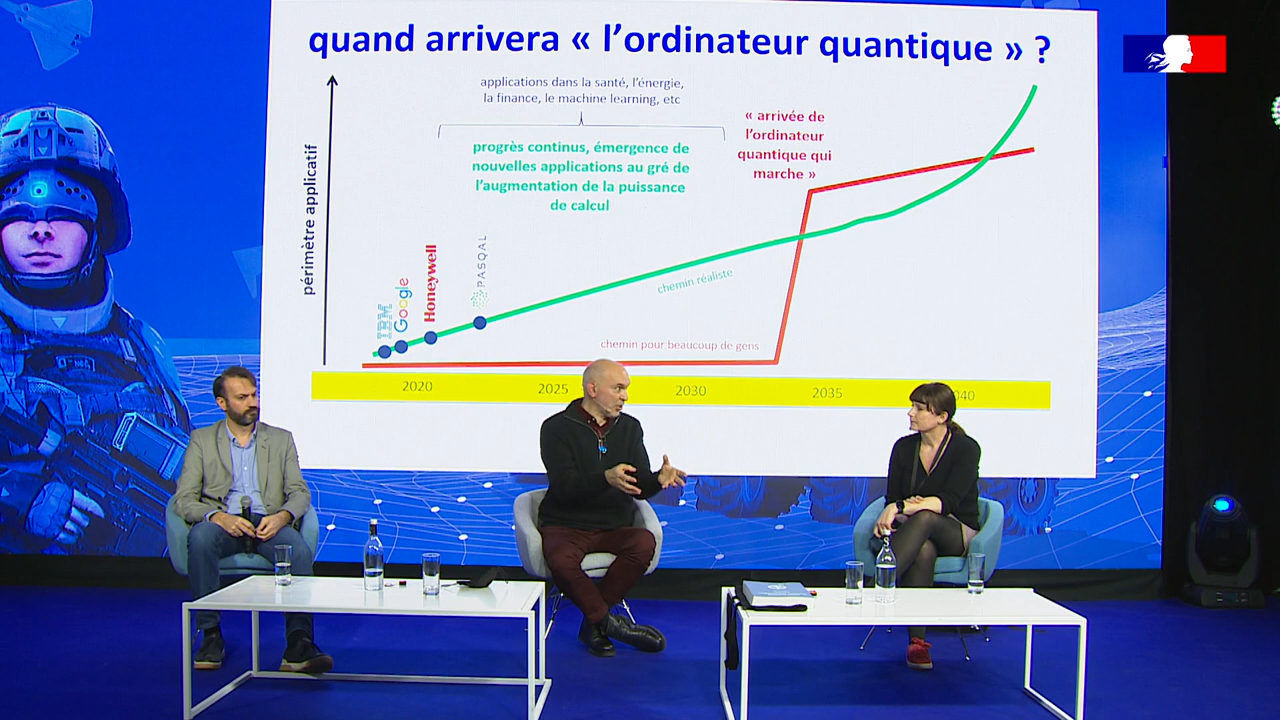 quand arrivera « l'ordinateur quantique » ?
applications dans la santé, l'énergie,
la finance, le machine learning, etc
« arrivée de
l'ordinateur
quantique qui
marche »
progrès continus, émergence de
nouvelles applications au gré de
l'augmentation de la puissance
de calcul
périmètre applicatif
IBM
Google
Honeywell
PASQAL
chemin réaliste
chemin pour beaucoup de gens
2020
2025
2030
2035
040